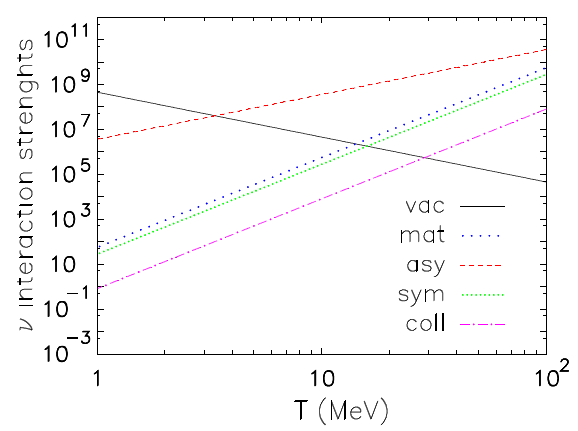 10^11
10^9
10^7
10^5
10^3
10
10^-1
10^-3
ν interaction strenghts
vac
mat
asy
sym
coll
1
10
10^2
T (MeV)